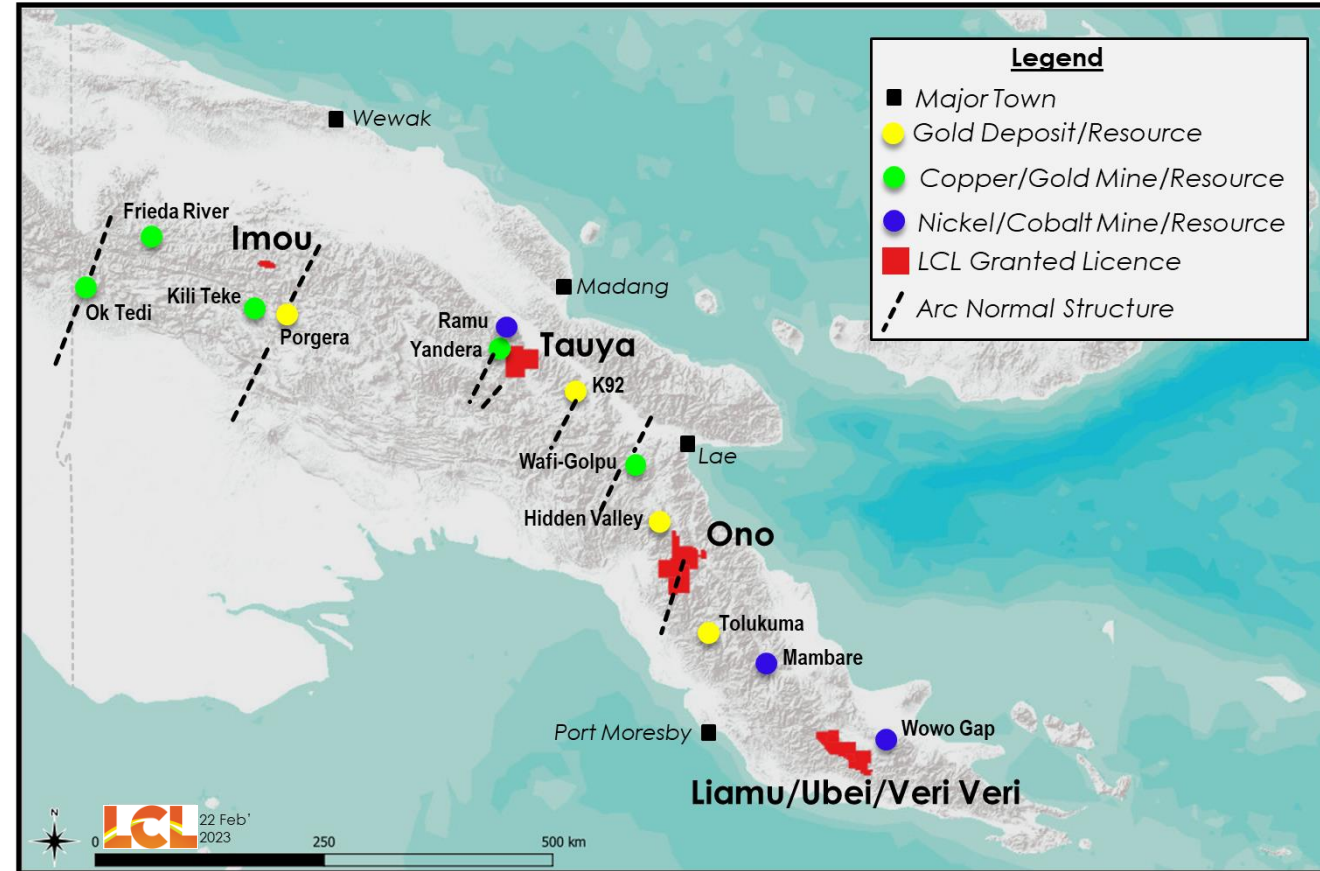 Legend
Major Town
Gold Deposit/Resource
Copper/Gold Mine/Resource
Nickel/Cobalt Mine/Resource
LCL Granted Licence
Arc Normal Structure
Wewak
Frieda River
Imou
Ok Tedi
Kili Teke
Porgera
Madang
Ramu
Yandera
Tauya
K92
Lae
Wafi-Golpu
Hidden Valley
Ono
Tolukuma
Mambare
Port Moresby
Wowo Gap
Liamu/Ubei/Veri Veri
N
LCL
22 Feb'
2023
0
250
500 km